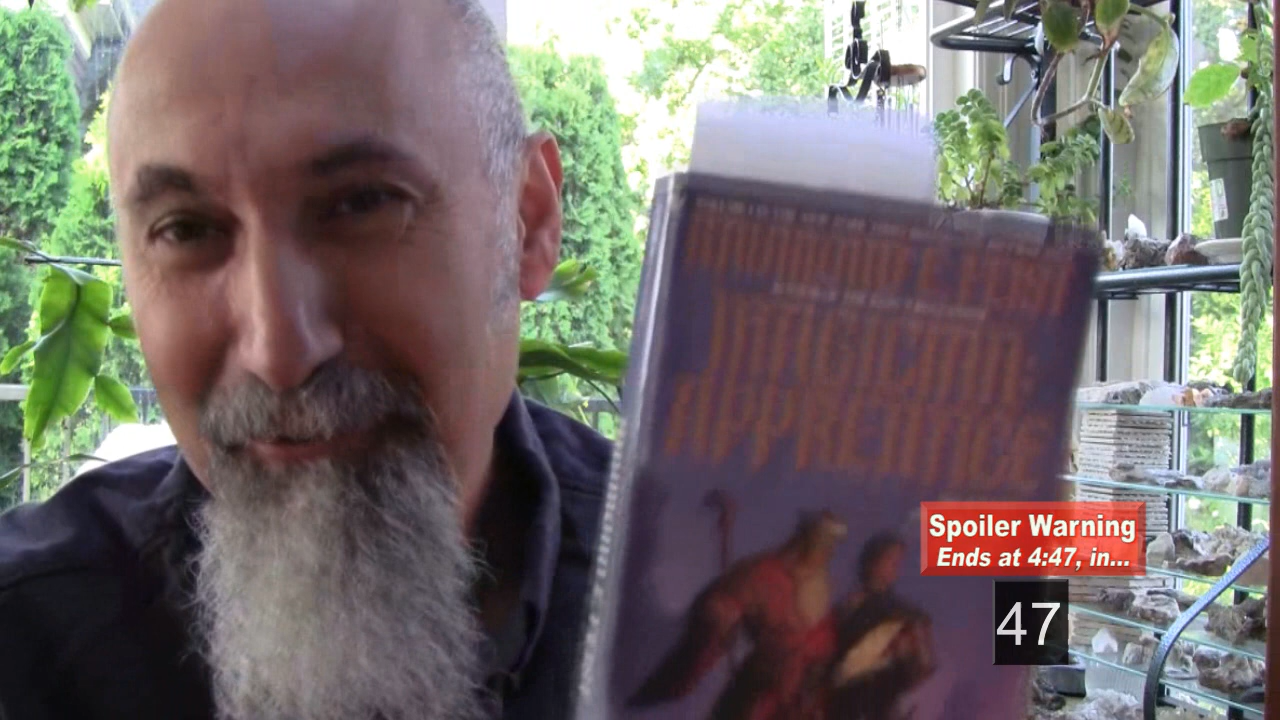 RAYMOND E. FEIST
MAGICIAN:
APPRENTICE
Spoiler Warning
Ends at 4:47, in...
47